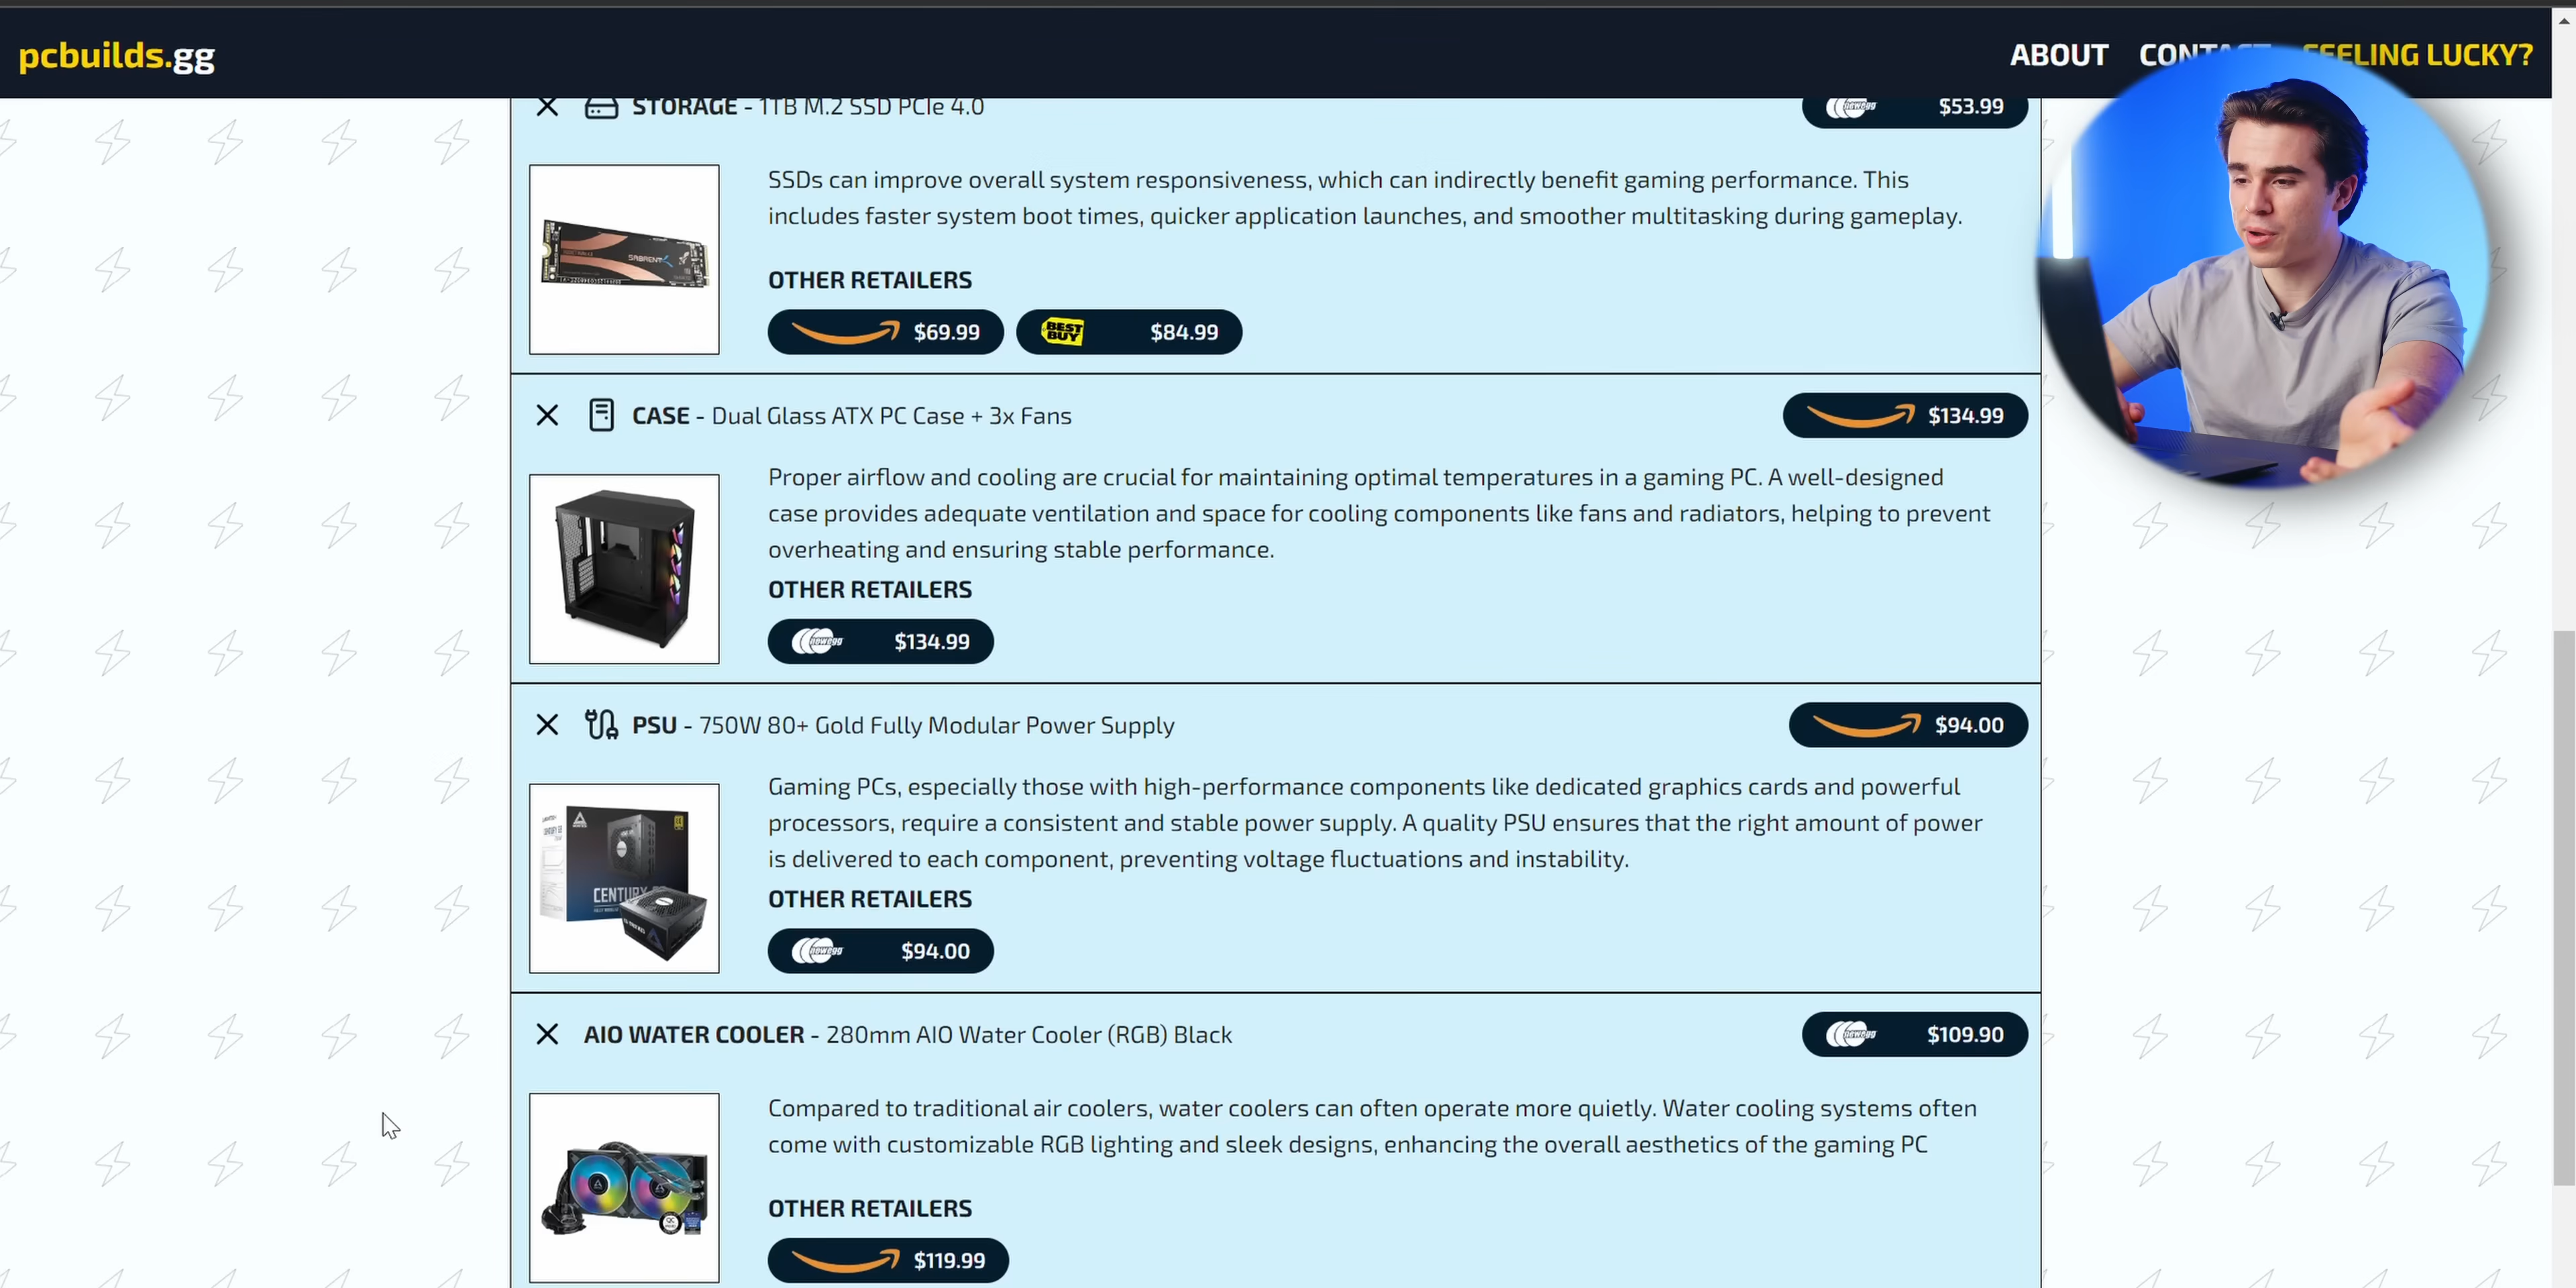 pcbuilds.gg
ABOUT
FEELING LUCKY?
STORAGE - 1TB M.2 SSD PCIe 4.0
newegg $53.99
SSDs can improve overall system responsiveness, which can indirectly benefit gaming performance. This
includes faster system boot times, quicker application launches, and smoother multitasking during gameplay.
SABRENT
OTHER RETAILERS
$69.99
BEST BUY $84.99
CASE - Dual Glass ATX PC Case + 3x Fans
$134.99
Proper airflow and cooling are crucial for maintaining optimal temperatures in a gaming PC. A well-designed
case provides adequate ventilation and space for cooling components like fans and radiators, helping to prevent
overheating and ensuring stable performance.
OTHER RETAILERS
newegg $134.99
PSU - 750W 80+ Gold Fully Modular Power Supply
$94.00
Gaming PCs, especially those with high-performance components like dedicated graphics cards and powerful
processors, require a consistent and stable power supply. A quality PSU ensures that the right amount of power
is delivered to each component, preventing voltage fluctuations and instability.
CENTURY
OTHER RETAILERS
newegg $94.00
AIO WATER COOLER - 280mm AIO Water Cooler (RGB) Black
newegg $109.90
Compared to traditional air coolers, water coolers can often operate more quietly. Water cooling systems often
come with customizable RGB lighting and sleek designs, enhancing the overall aesthetics of the gaming PC
OTHER RETAILERS
$119.99